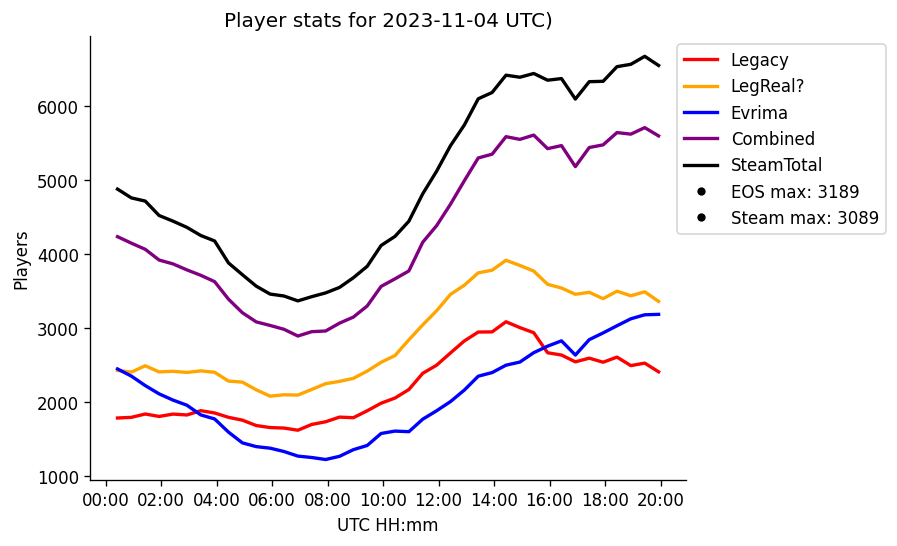 Player stats for 2023-11-04 UTC)
Legacy
LegReal?
Evrima
Combined
SteamTotal
EOS max: 3189
Steam max: 3089
Players
6000
5000
4000
3000
2000
1000
00:00 02:00 04:00 06:00 08:00 10:00 12:00 14:00 16:00 18:00 20:00
UTC HH:mm